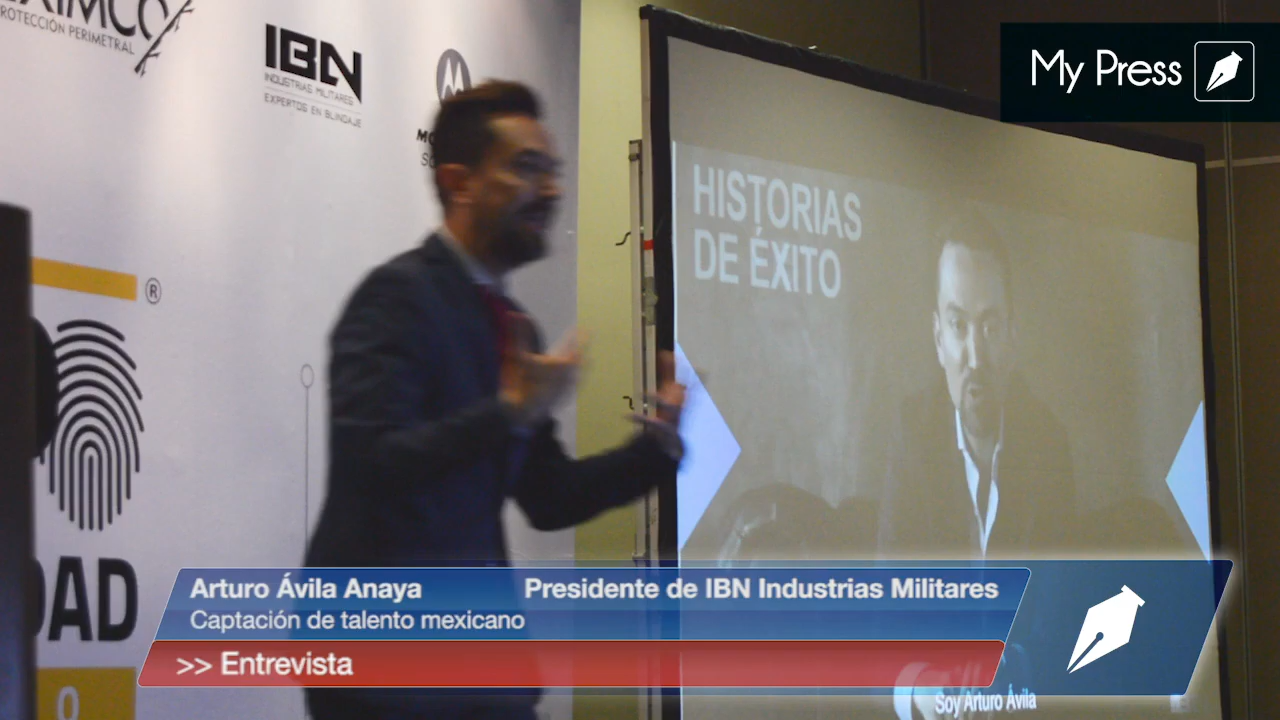 PROTECCIÓN PERIMETRAL
IBN
INDUSTRIAS MILITARES
EXPERTOS EN BLINDAJE
My Press
HISTORIAS
DE ÉXITO
®
DAD
Arturo Ávila Anaya Presidente de IBN Industrias Militares
Captación de talento mexicano
>> Entrevista
Soy Arturo Ávila